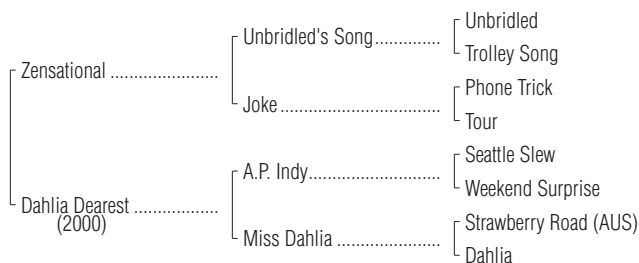 Unbridled
Unbridled's Song..............
Trolley Song
Zensational .......................
Phone Trick
Joke ..................................
Tour
Seattle Slew
A.P. Indy............................
Weekend Surprise
Dahlia Dearest ..................
(2000)
Strawberry Road (AUS)
Miss Dahlia ......................
Dahlia